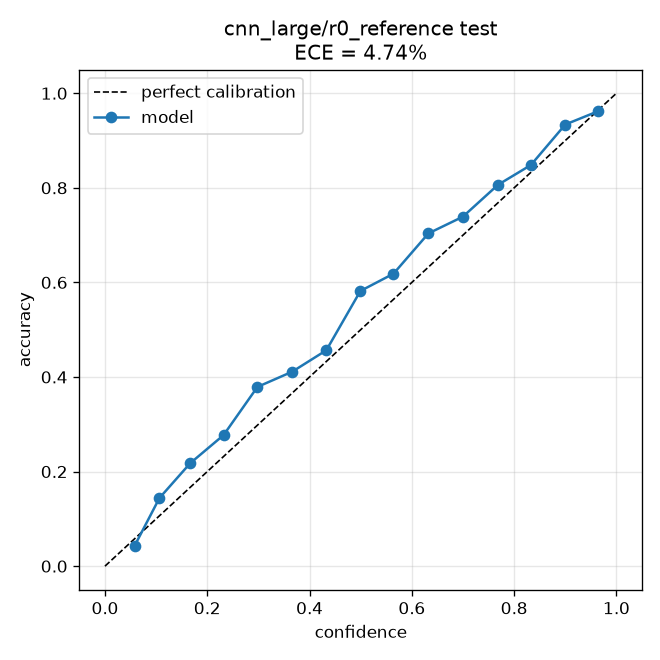 cnn_large/r0_reference test
ECE = 4.74%
perfect calibration
model
1.0
0.8
0.6
0.4
0.2
0.0
accuracy
0.0 0.2 0.4 0.6 0.8 1.0
confidence